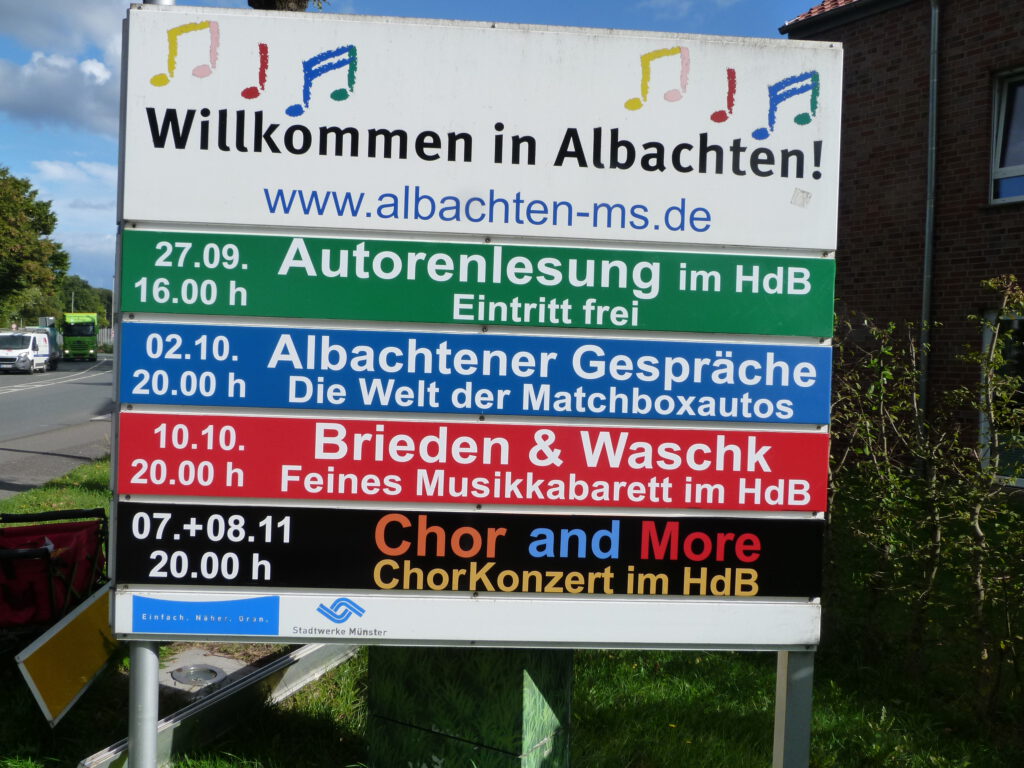 Willkommen in Albachten!
www.albachten-ms.de
27.09. Autorenlesung im HdB
16.00 h Eintritt frei
02.10. Albachtener Gespräche
20.00 h Die Welt der Matchboxautos
10.10. Brieden & Waschk
20.00 h Feines Musikkabarett im HdB
07.+08.11 Chor and More
20.00 h ChorKonzert im HdB
Einfach. Näher. Dran.
Stadtwerke Münster